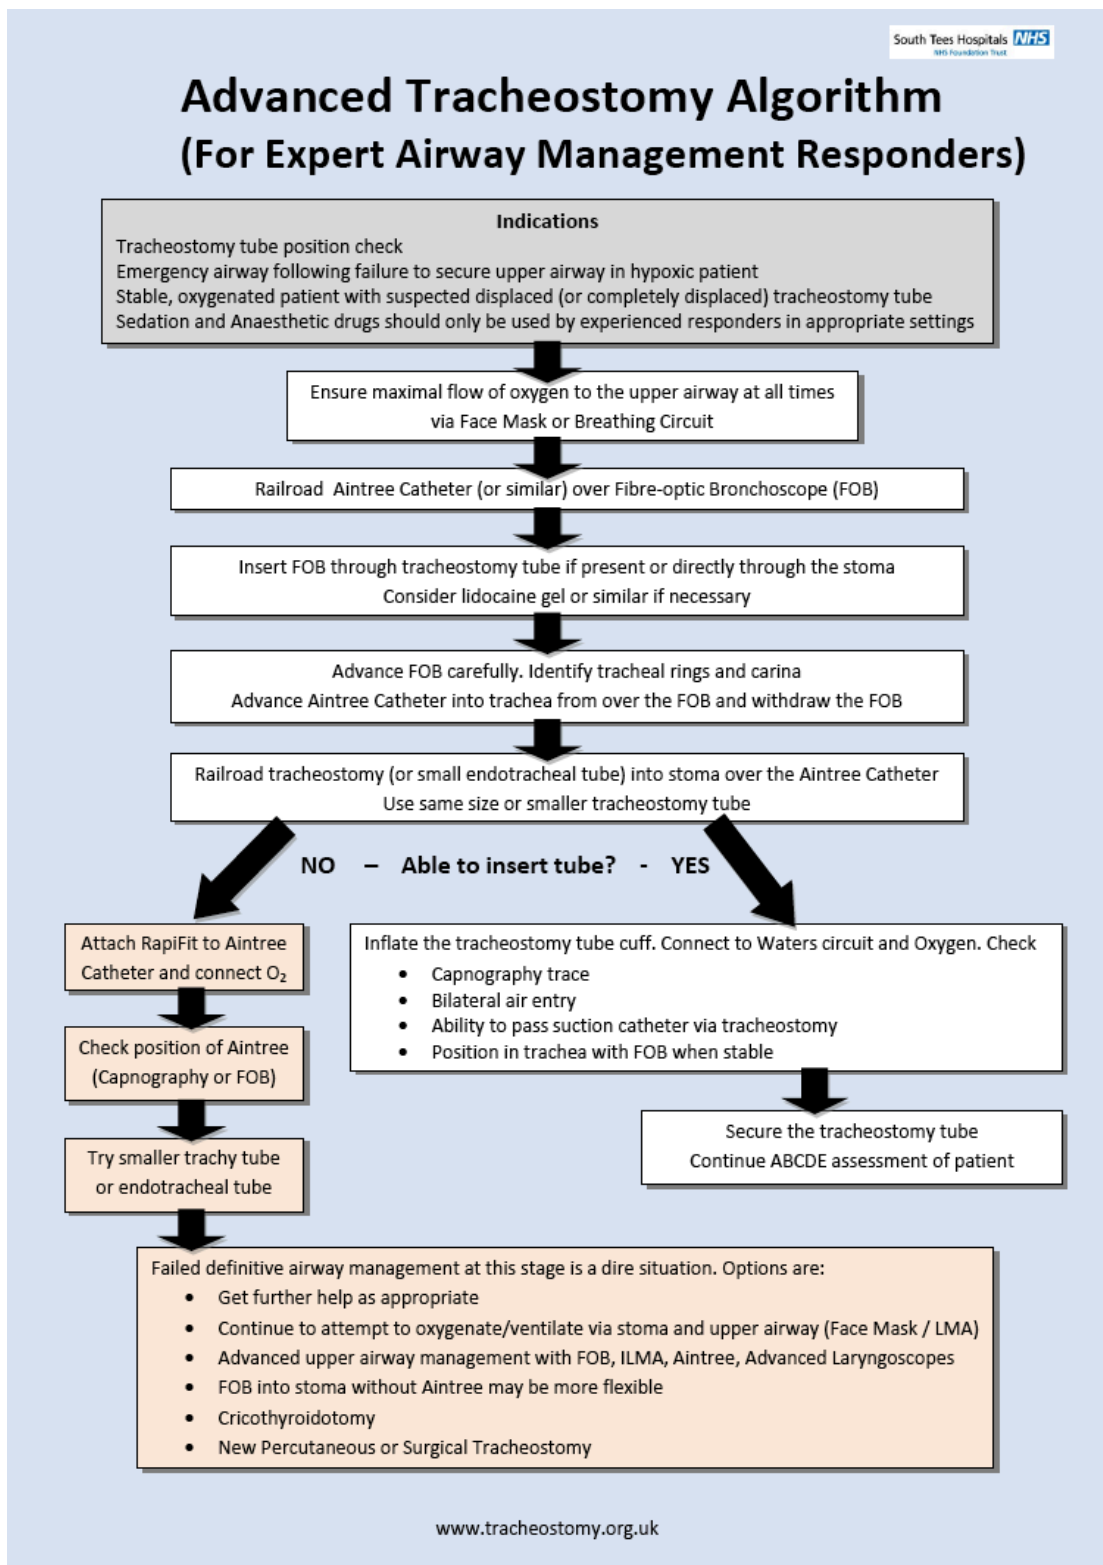 South Tees Hospitals NHS
NHS Foundation Trust
Advanced Tracheostomy Algorithm
(For Expert Airway Management Responders)
Indications
Tracheostomy tube position check
Emergency airway following failure to secure upper airway in hypoxic patient
Stable, oxygenated patient with suspected displaced (or completely displaced) tracheostomy tube
Sedation and Anaesthetic drugs should only be used by experienced responders in appropriate settings
Ensure maximal flow of oxygen to the upper airway at all times
via Face Mask or Breathing Circuit
Railroad Aintree Catheter (or similar) over Fibre-optic Bronchoscope (FOB)
Insert FOB through tracheostomy tube if present or directly through the stoma
Consider lidocaine gel or similar if necessary
Advance FOB carefully. Identify tracheal rings and carina
Advance Aintree Catheter into trachea from over the FOB and withdraw the FOB
Railroad tracheostomy (or small endotracheal tube) into stoma over the Aintree Catheter
Use same size or smaller tracheostomy tube
NO – Able to insert tube? - YES
Attach RapiFit to Aintree
Catheter and connect O₂
Check position of Aintree
(Capnography or FOB)
Try smaller trachy tube
or endotracheal tube
Inflate the tracheostomy tube cuff. Connect to Waters circuit and Oxygen. Check
• Capnography trace
• Bilateral air entry
• Ability to pass suction catheter via tracheostomy
• Position in trachea with FOB when stable
Secure the tracheostomy tube
Continue ABCDE assessment of patient
Failed definitive airway management at this stage is a dire situation. Options are:
• Get further help as appropriate
• Continue to attempt to oxygenate/ventilate via stoma and upper airway (Face Mask / LMA)
• Advanced upper airway management with FOB, ILMA, Aintree, Advanced Laryngoscopes
• FOB into stoma without Aintree may be more flexible
• Cricothyroidotomy
• New Percutaneous or Surgical Tracheostomy
www.tracheostomy.org.uk